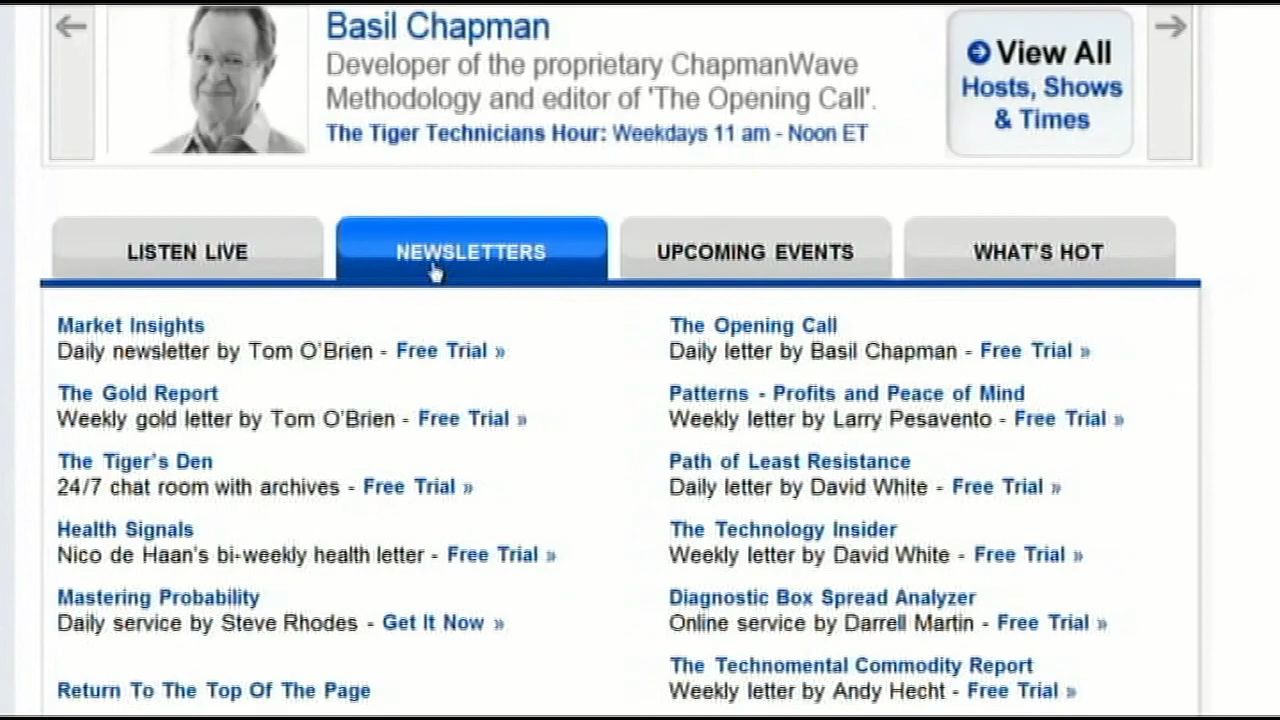 Basil Chapman
Developer of the proprietary ChapmanWave
Methodology and editor of 'The Opening Call'.
The Tiger Technicians Hour: Weekdays 11 am - Noon ET
View All
Hosts, Shows
& Times
LISTEN LIVE
NEWSLETTERS
UPCOMING EVENTS
WHAT'S HOT
Market Insights
Daily newsletter by Tom O'Brien - Free Trial »
The Gold Report
Weekly gold letter by Tom O'Brien - Free Trial »
The Tiger's Den
24/7 chat room with archives - Free Trial »
Health Signals
Nico de Haan's bi-weekly health letter - Free Trial »
Mastering Probability
Daily service by Steve Rhodes - Get It Now »
Return To The Top Of The Page
The Opening Call
Daily letter by Basil Chapman - Free Trial »
Patterns - Profits and Peace of Mind
Weekly letter by Larry Pesavento - Free Trial »
Path of Least Resistance
Daily letter by David White - Free Trial »
The Technology Insider
Weekly letter by David White - Free Trial »
Diagnostic Box Spread Analyzer
Online service by Darrell Martin - Free Trial »
The Technomental Commodity Report
Weekly letter by Andy Hecht - Free Trial »